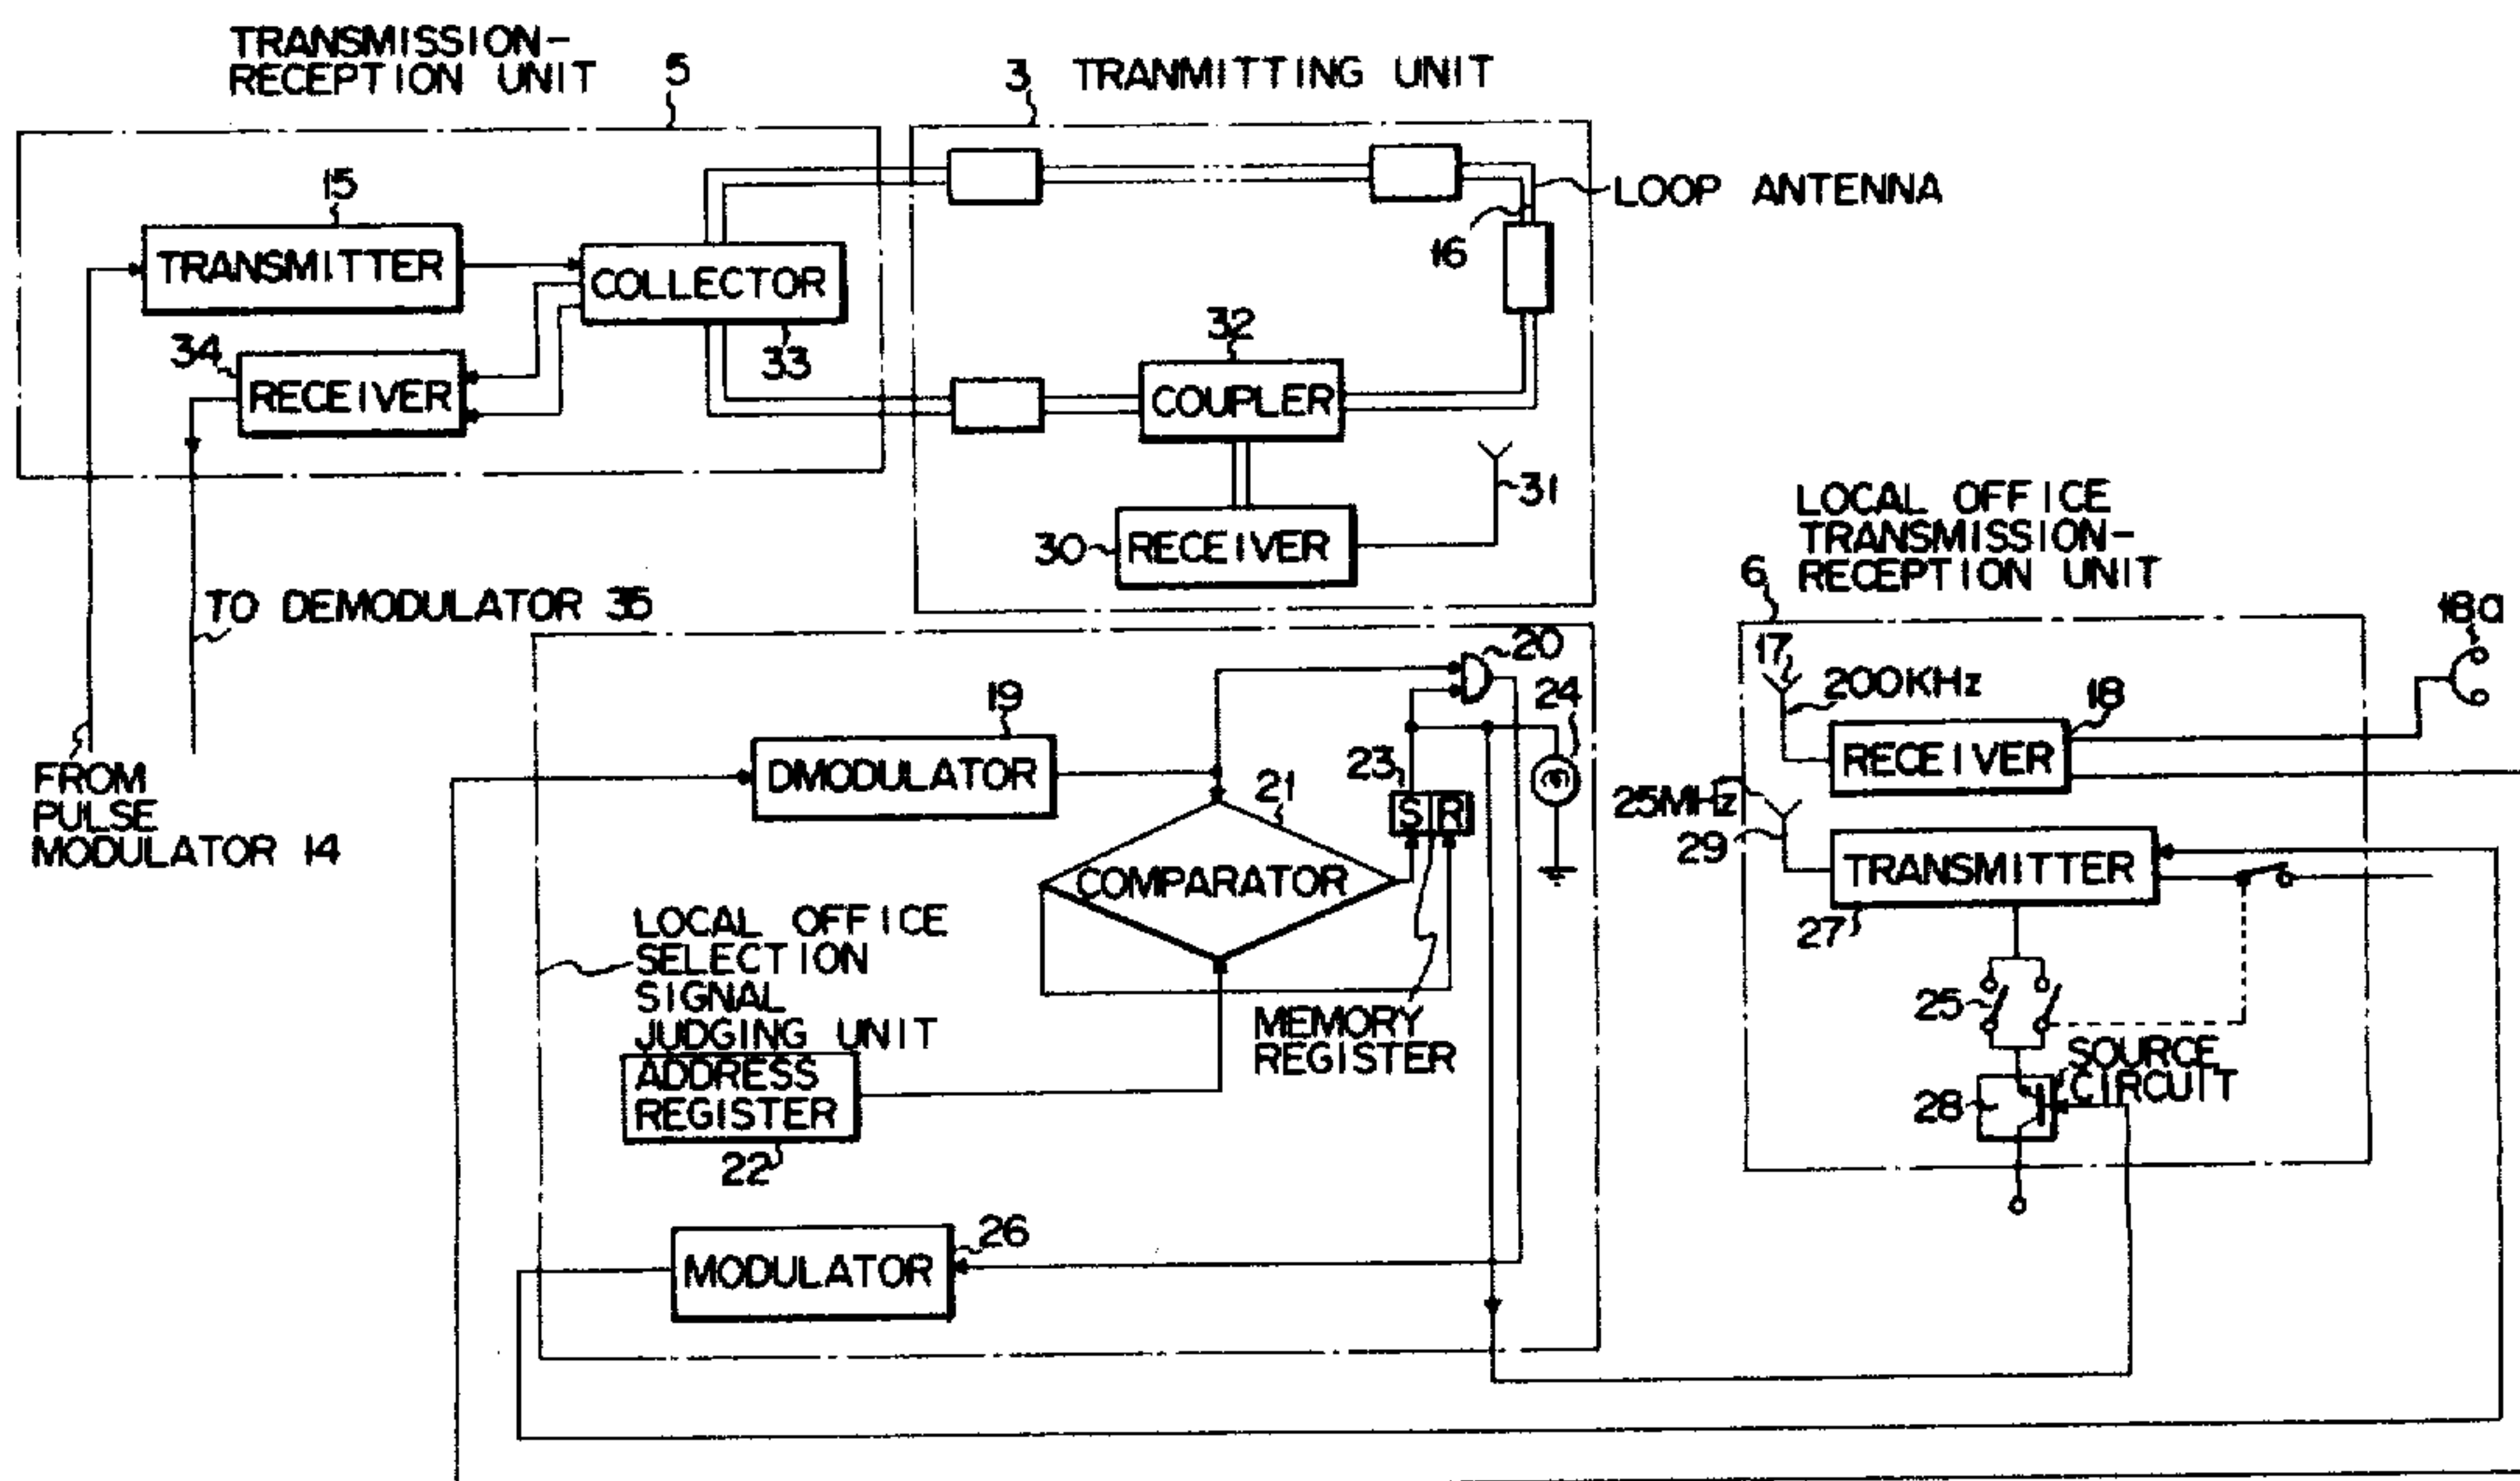 TRANSMISSION-
RECEPTION UNIT
5
3
TRANMITTING UNIT
15
TRANSMITTER
COLLECTOR
33
34
RECEIVER
LOOP ANTENNA
16
32
COUPLER
31
30
RECEIVER
TO DEMODULATOR 35
FROM
PULSE
MODULATOR 14
LOCAL OFFICE
TRANSMISSION-
RECEPTION UNIT
6
17
200KHz
18
18a
RECEIVER
25MHz
29
TRANSMITTER
27
25
SOURCE
CIRCUIT
28
20
24
19
DMODULATOR
23
S R
21
COMPARATOR
LOCAL OFFICE
SELECTION
SIGNAL
JUDGING UNIT
MEMORY
REGISTER
ADDRESS
REGISTER
22
26
MODULATOR